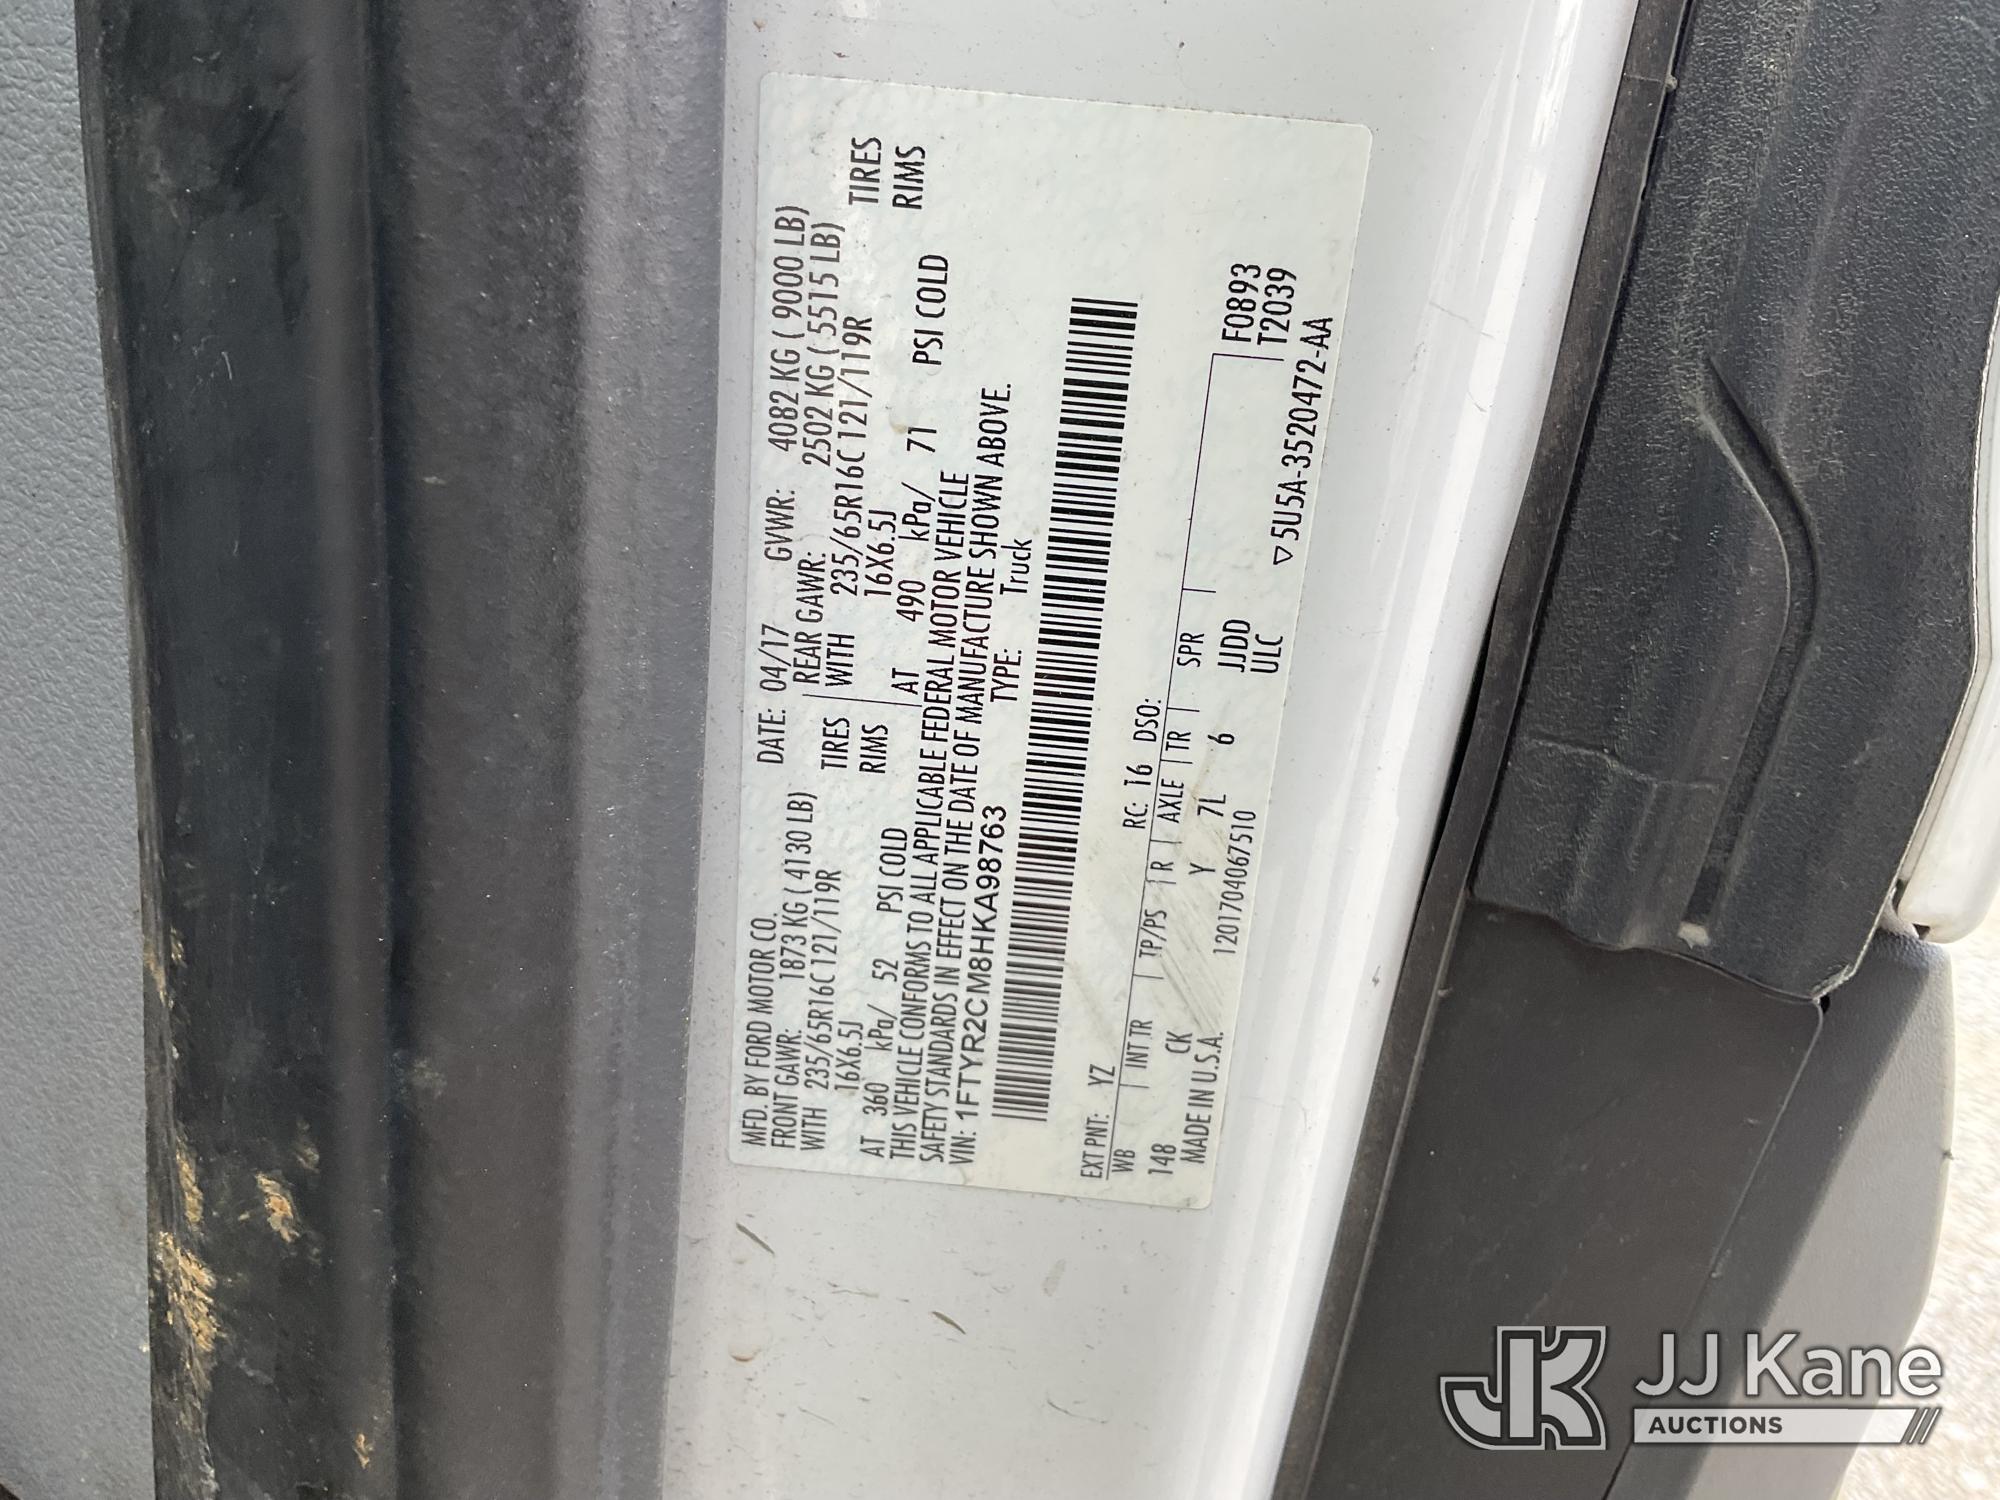 MFD. BY FORD MOTOR CO. DATE: 04/17 GVWR: 4082 KG ( 9000 LB)
FRONT GAWR: 1873 KG ( 4130 LB) REAR GAWR: 2502 KG ( 5515 LB)
WITH 235/65R16C 121/119R TIRES WITH 235/65R16C 121/119R TIRES
16X6.5J RIMS 16X6.5J RIMS
AT 360 kPa/ 52 PSI COLD AT 490 kPa/ 71 PSI COLD
THIS VEHICLE CONFORMS TO ALL APPLICABLE FEDERAL MOTOR VEHICLE
SAFETY STANDARDS IN EFFECT ON THE DATE OF MANUFACTURE SHOWN ABOVE.
VIN: 1FTYR2CM8HKA98763 TYPE: Truck
EXT PNT: YZ RC: 16 DSO:
WB INT TR TP/PS R AXLE TR SPR
148 CK Y 7L 6 JJDD F0893
MADE IN U.S.A. 120170406751O ULC T2039
▽5U5A-3520472-AA
JK JJ Kane
AUCTIONS